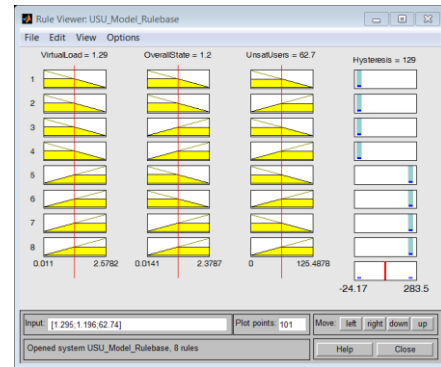 Rule Viewer: USU_Model_Rulebase
File Edit View Options
VirtualLoad = 1.29 OverallState = 1.2 UnsatUsers = 62.7 Hysteresis = 129
1
2
3
4
5
6
7
8
0.011 2.5782 0.0141 2.3787 0 125.4878
-24.17 283.5
Input: [1.295;1.196;62.74] Plot points: 101 Move: left right down up
Opened system USU_Model_Rulebase, 8 rules Help Close